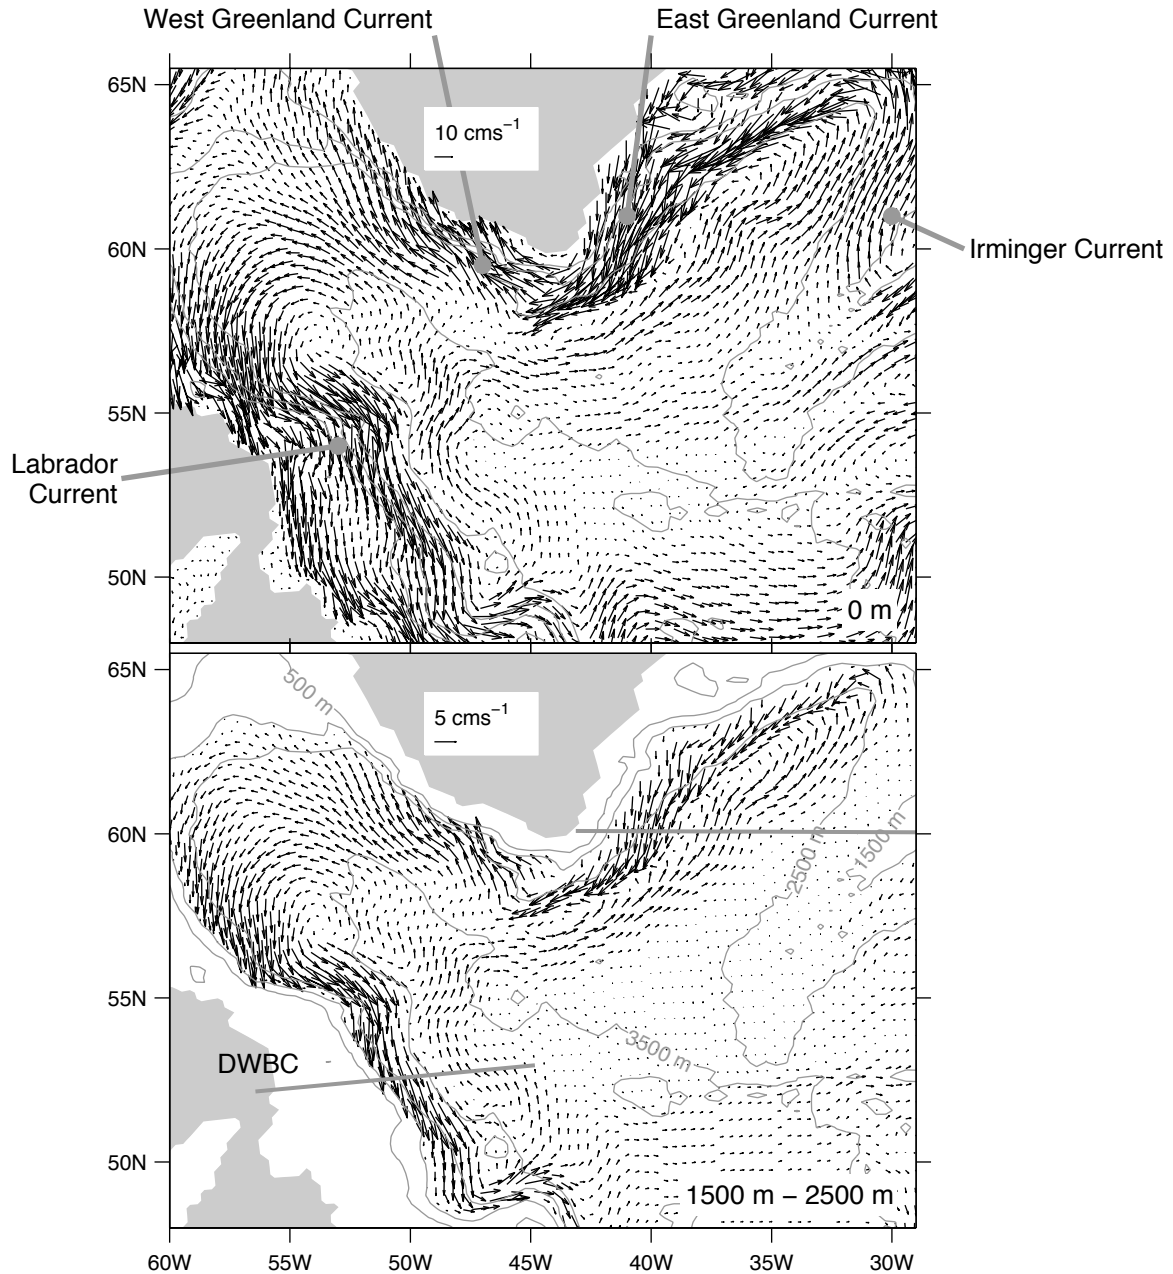 West Greenland Current
East Greenland Current
65N
10 cms−1
60N
Irminger Current
55N
Labrador
Current
50N
0 m
65N
500 m
5 cms−1
60N
2500 m
1500 m
55N
3500 m
DWBC
50N
1500 m − 2500 m
60W 55W 50W 45W 40W 35W 30W